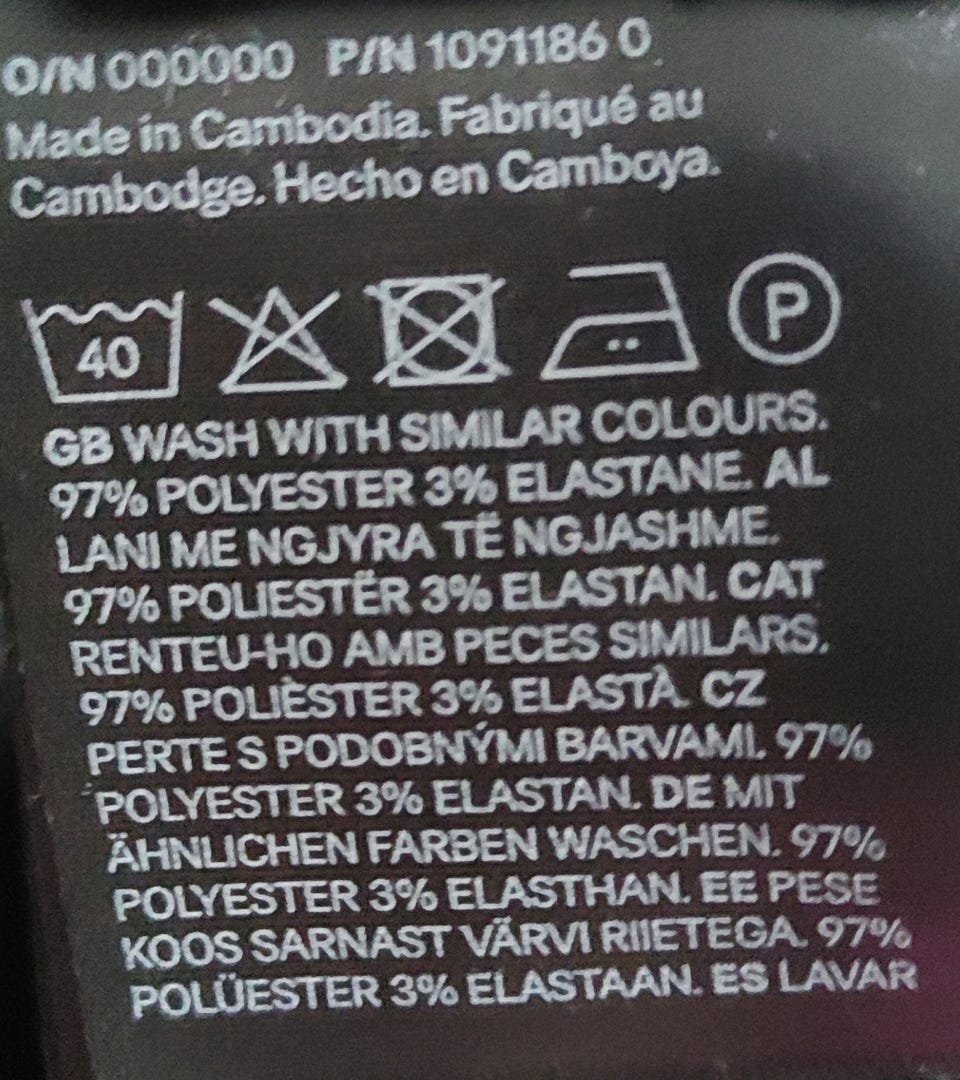 O/N 000000 P/N 1091186 0
Made in Cambodia. Fabriqué au
Cambodge. Hecho en Camboya.
40 P
GB WASH WITH SIMILAR COLOURS.
97% POLYESTER 3% ELASTANE. AL
LANI ME NGJYRA TË NGJASHME.
97% POLIESTËR 3% ELASTAN. CAT
RENTEU-HO AMB PECES SIMILARS.
97% POLIÈSTER 3% ELASTÀ. CZ
PERTE S PODOBNÝMI BARVAMI. 97%
POLYESTER 3% ELASTAN. DE MIT
ÄHNLICHEN FARBEN WASCHEN. 97%
POLYESTER 3% ELASTHAN. EE PESE
KOOS SARNAST VÄRVI RIIETEGA. 97%
POLÜESTER 3% ELASTAAN. ES LAVAR